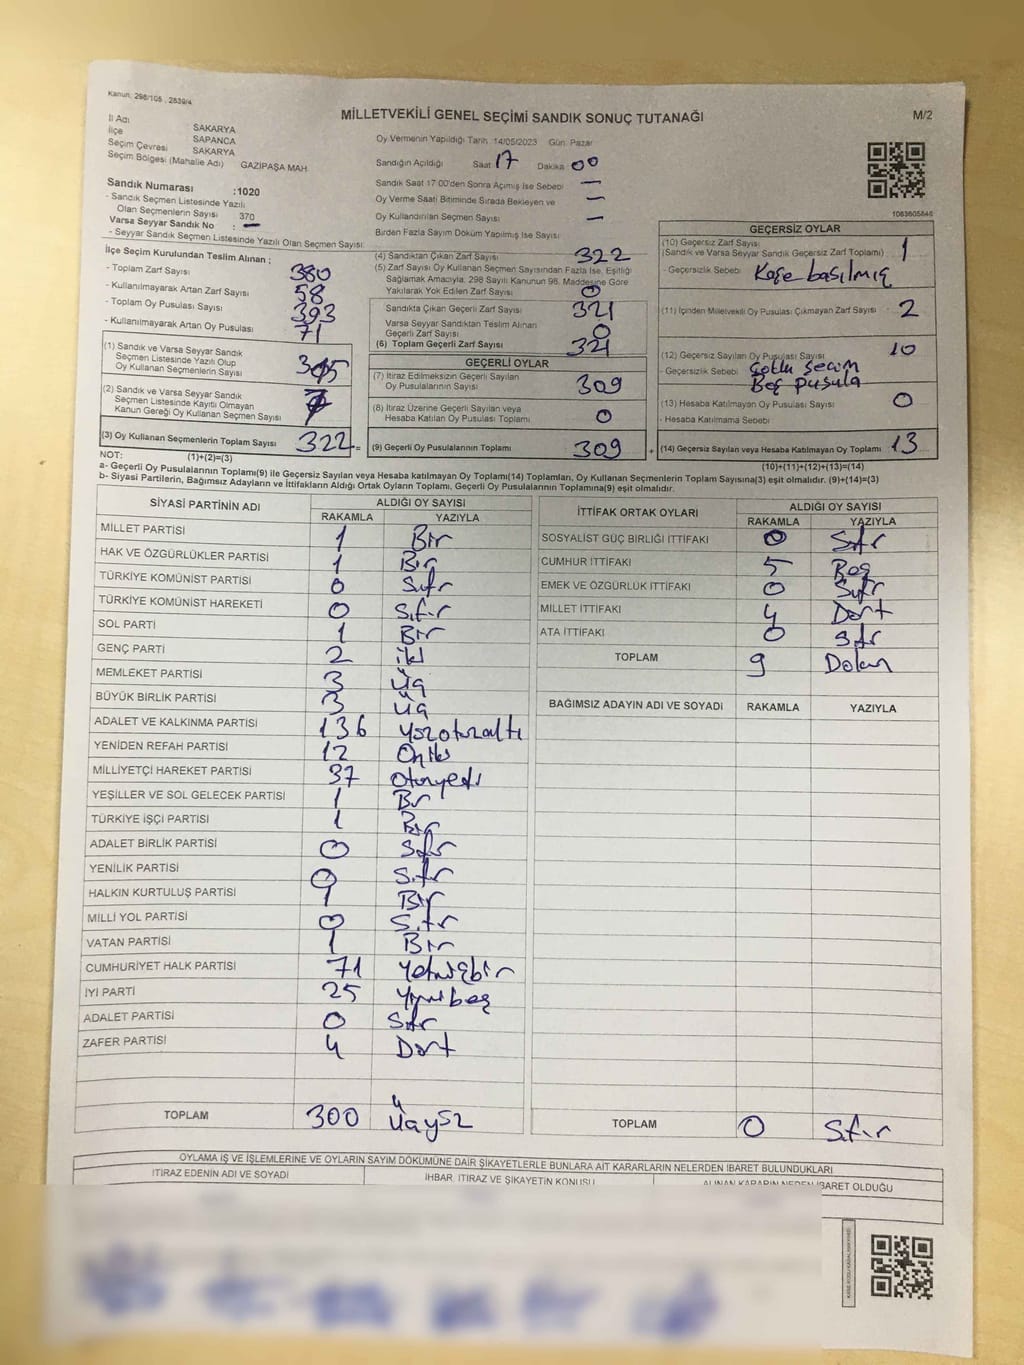 Kanun, 298/105 , 2839/4
MİLLETVEKİLİ GENEL SEÇİMİ SANDIK SONUÇ TUTANAĞI
M/2
İl Adı SAKARYA
İlçe SAPANCA
Seçim Çevresi SAKARYA
Seçim Bölgesi (Mahalle Adı) GAZİPAŞA MAH
Sandık Numarası :1020
- Sandık Seçmen Listesinde Yazılı
Olan Seçmenlerin Sayısı 370
Varsa Seyyar Sandık No : —
- Seyyar Sandık Seçmen Listesinde Yazılı Olan Seçmen Sayısı:
Oy Vermenin Yapıldığı Tarih: 14/05/2023 Gün: Pazar
Sandığın Açıldığı Saat 17 Dakika 00
Sandık Saat 17:00'den Sonra Açımış İse Sebebi —
Oy Verme Saati Bitiminde Sırada Bekleyen ve —
Oy Kullandırılan Seçmen Sayısı —
Birden Fazla Sayım Döküm Yapılmış İse Sayısı
1083605846
İlçe Seçim Kurulundan Teslim Alınan ;
- Toplam Zarf Sayısı 380
- Kullanılmayarak Artan Zarf Sayısı 58
- Toplam Oy Pusulası Sayısı 393
- Kullanılmayarak Artan Oy Pusulası 71
(1) Sandık ve Varsa Seyyar Sandık
Seçmen Listesinde Yazılı Olup
Oy Kullanan Seçmenlerin Sayısı
(2) Sandık ve Varsa Seyyar Sandık
Seçmen Listesinde Kayıtlı Olmayan
Kanun Gereği Oy Kullanan Seçmen Sayısı
(3) Oy Kullanan Seçmenlerin Toplam Sayısı 322
(4) Sandıktan Çıkan Zarf Sayısı 322
(5) Zarf Sayısı Oy Kullanan Seçmen Sayısından Fazla İse, Eşitliği
Sağlamak Amacıyla, 298 Sayılı Kanunun 98. Maddesine Göre
Yakılarak Yok Edilen Zarf Sayısı 0
Sandıkta Çıkan Geçerli Zarf Sayısı 321
Varsa Seyyar Sandıktan Teslim Alınan
Geçerli Zarf Sayısı 0
(6) Toplam Geçerli Zarf Sayısı 321
GEÇERLİ OYLAR
(7) İtiraz Edilmeksizin Geçerli Sayılan
Oy Pusulalarının Sayısı 309
(8) İtiraz Üzerine Geçerli Sayılan veya
Hesaba Katılan Oy Pusulası Toplamı 0
= (9) Geçerli Oy Pusulalarının Toplamı 309
GEÇERSİZ OYLAR
(10) Geçersiz Zarf Sayısı 1
(Sandık ve Varsa Seyyar Sandık Geçersiz Zarf Toplamı)
- Geçersizlik Sebebi Kaşe basılmış
(11) İçinden Milletvekili Oy Pusulası Çıkmayan Zarf Sayısı 2
(12) Geçersiz Sayılan Oy Pusulası Sayısı 10
- Geçersizlik Sebebi Çoklu seçim
Boş pusula
(13) Hesaba Katılmayan Oy Pusulası Sayısı 0
- Hesaba Katılmama Sebebi
+ (14) Geçersiz Sayılan veya Hesaba Katılmayan Oy Pusulası Toplamı 13
NOT: (1)+(2)=(3)
(10)+(11)+(12)+(13)=(14)
a- Geçerli Oy Pusulalarının Toplamı(9) ile Geçersiz Sayılan veya Hesaba katılmayan Oy Toplamı(14) Toplamları, Oy Kullanan Seçmenlerin Toplam Sayısına(3) eşit olmalıdır. (9)+(14)=(3)
b- Siyasi Partilerin, Bağımsız Adayların ve İttifakların Aldığı Ortak Oyların Toplamı, Geçerli Oy Pusulalarının Toplamına(9) eşit olmalıdır.
SİYASİ PARTİNİN ADI ALDIĞI OY SAYISI
RAKAMLA YAZIYLA
MİLLET PARTİSİ 1 Bir
HAK VE ÖZGÜRLÜKLER PARTİSİ 1 Bir
TÜRKİYE KOMÜNİST PARTİSİ 0 Sıfır
TÜRKİYE KOMÜNİST HAREKETİ 0 Sıfır
SOL PARTİ 1 Bir
GENÇ PARTİ 2 iki
MEMLEKET PARTİSİ 3 Üç
BÜYÜK BİRLİK PARTİSİ 3 Üç
ADALET VE KALKINMA PARTİSİ 136 Yüzotuzaltı
YENİDEN REFAH PARTİSİ 12 Oniki
MİLLİYETÇİ HAREKET PARTİSİ 37 Otuzyedi
YEŞİLLER VE SOL GELECEK PARTİSİ 1 Bir
TÜRKİYE İŞÇİ PARTİSİ 1 Bir
ADALET BİRLİK PARTİSİ 0 Sıfır
YENİLİK PARTİSİ 0 Sıfır
HALKIN KURTULUŞ PARTİSİ 1 Bir
MİLLİ YOL PARTİSİ 0 Sıfır
VATAN PARTİSİ 1 Bir
CUMHURİYET HALK PARTİSİ 71 Yetmişbir
İYİ PARTİ 25 Yirmibeş
ADALET PARTİSİ 0 Sıfır
ZAFER PARTİSİ 4 Dört
TOPLAM 300 Üçyüz
İTTİFAK ORTAK OYLARI ALDIĞI OY SAYISI
RAKAMLA YAZIYLA
SOSYALİST GÜÇ BİRLİĞİ İTTİFAKI 0 Sıfır
CUMHUR İTTİFAKI 5 Beş
EMEK VE ÖZGÜRLÜK İTTİFAKI 0 Sıfır
MİLLET İTTİFAKI 4 Dört
ATA İTTİFAKI 0 Sıfır
TOPLAM 9 Dokuz
BAĞIMSIZ ADAYIN ADI VE SOYADI RAKAMLA YAZIYLA
TOPLAM 0 Sıfır
OYLAMA İŞ VE İŞLEMLERİNE VE OYLARIN SAYIM DÖKÜMÜNE DAİR ŞİKAYETLERLE BUNLARA AİT KARARLARIN NELERDEN İBARET BULUNDUKLARI
İTİRAZ EDENİN ADI VE SOYADI
İHBAR, İTİRAZ VE ŞİKAYETİN KONUSU
ALINAN KARARIN NEDEN İBARET OLDUĞU